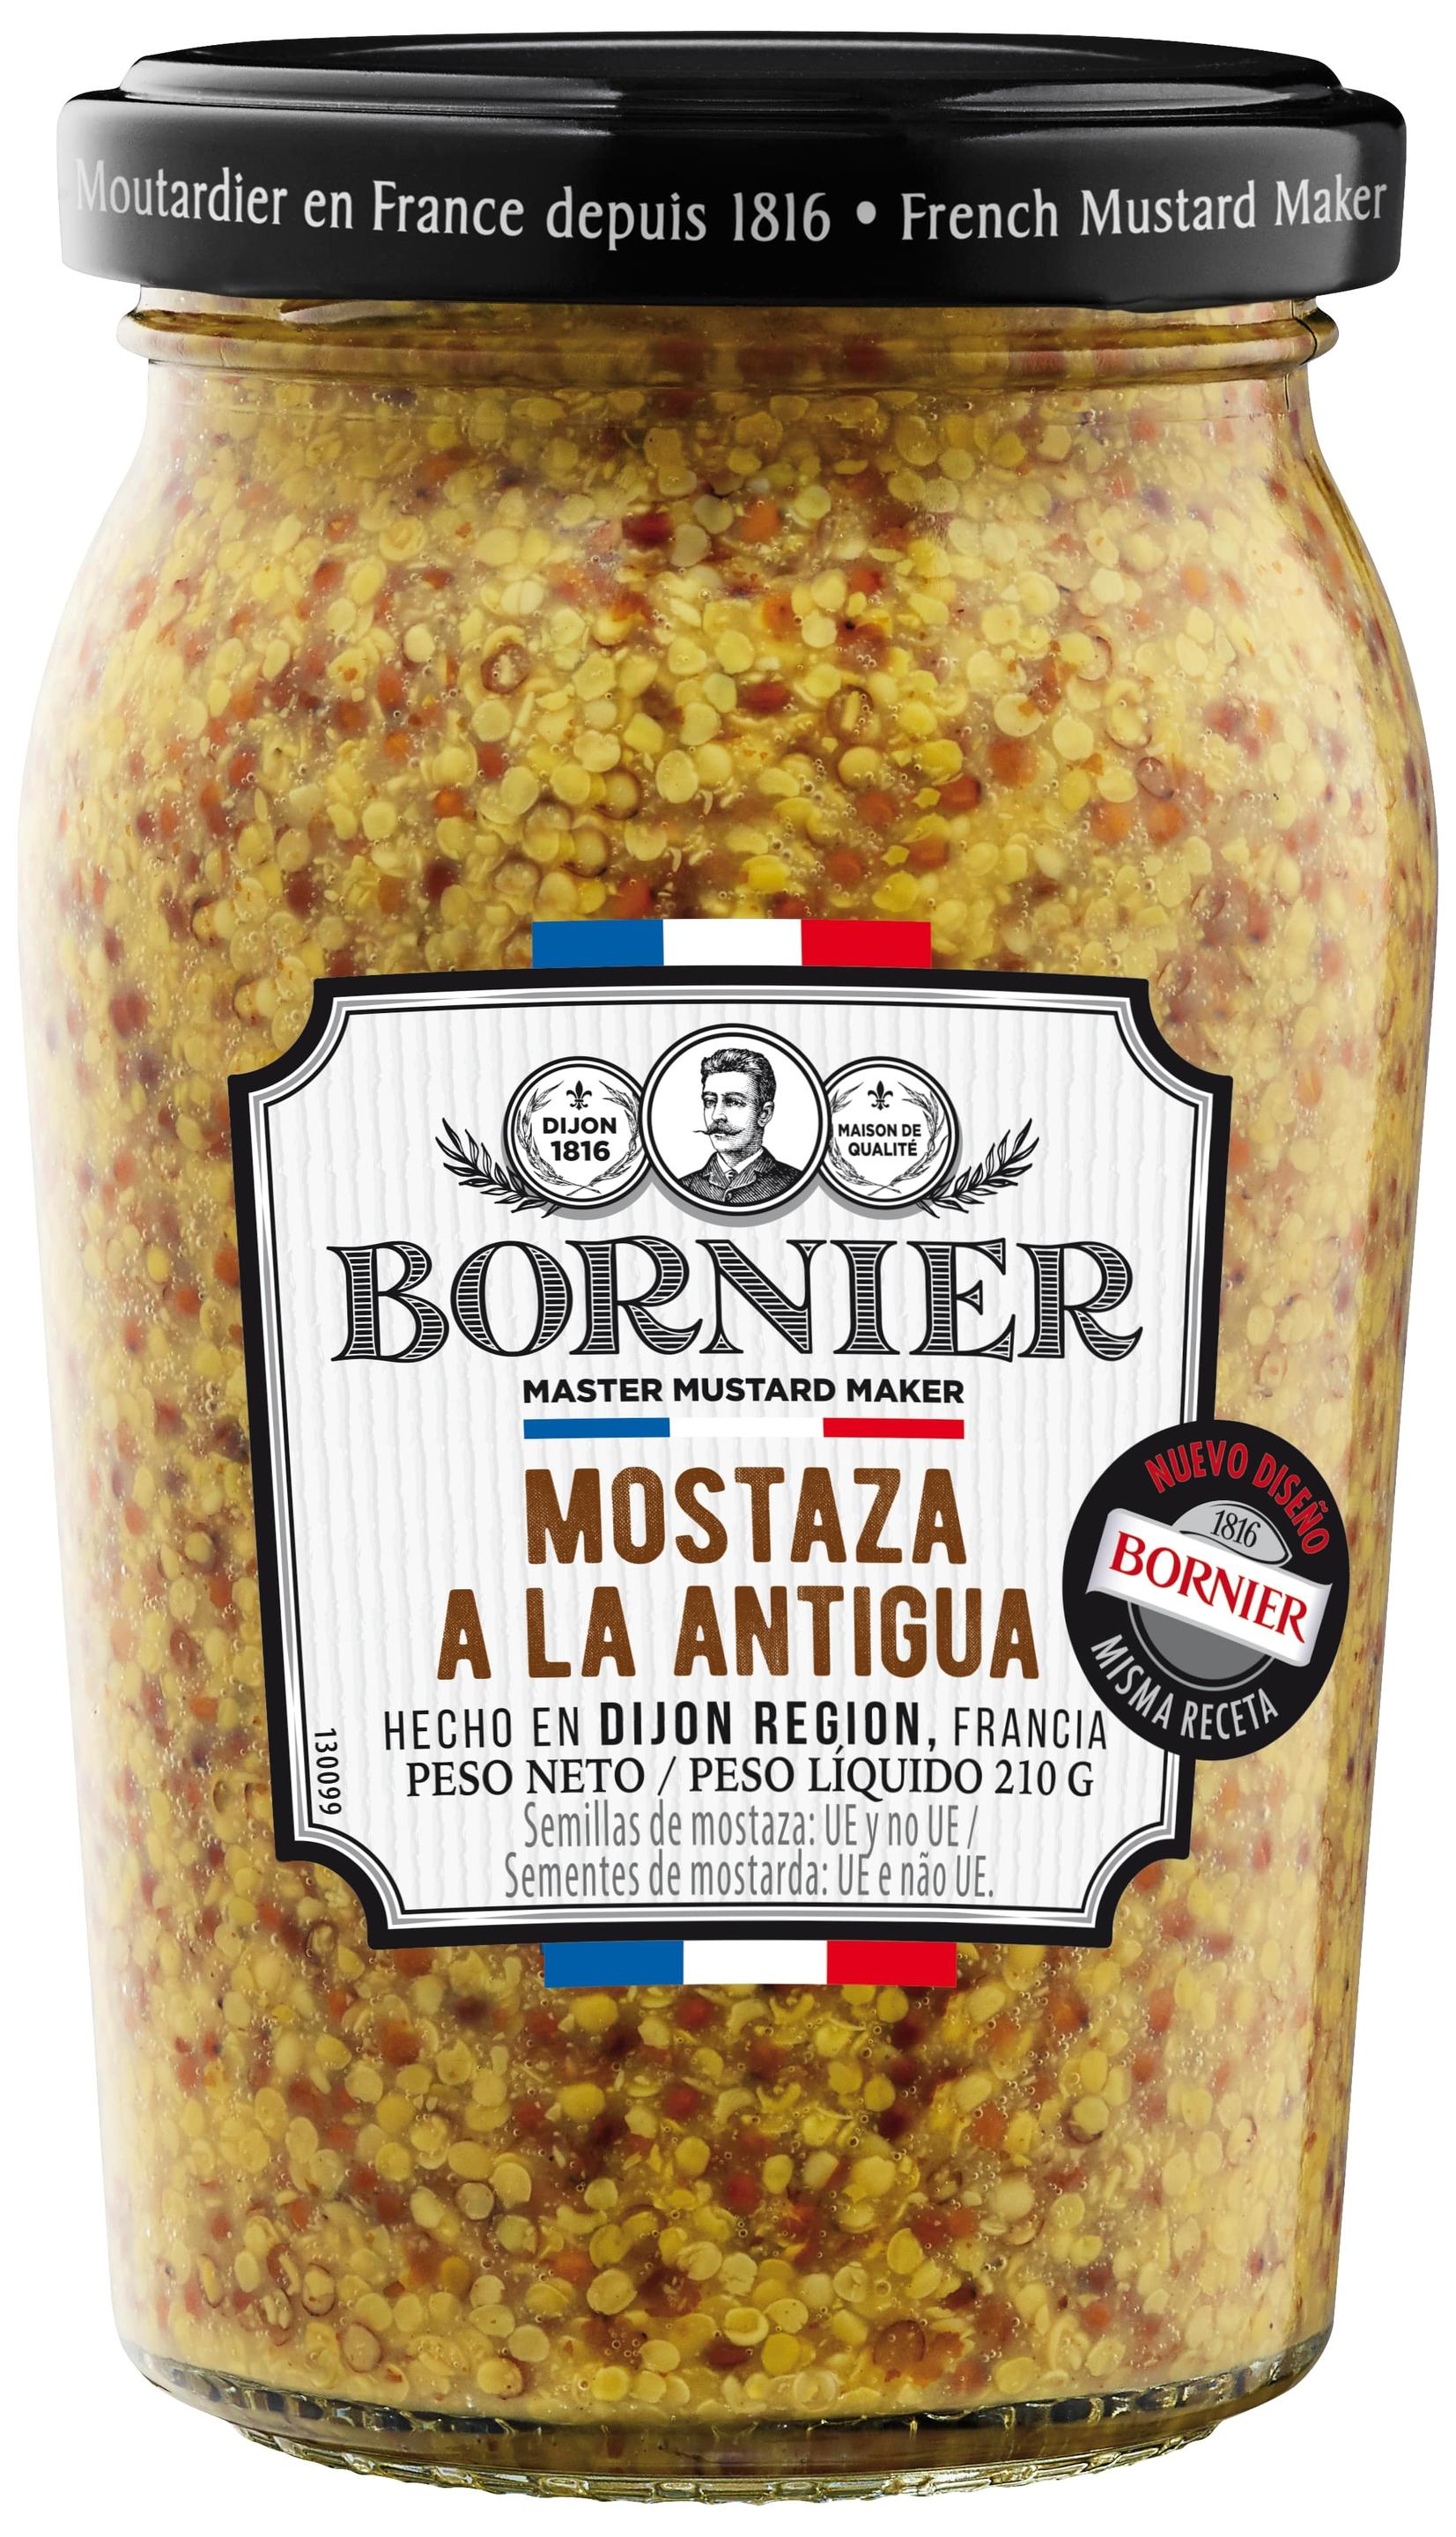 Moutardier en France depuis 1816 • French Mustard Maker
DIJON
1816
MAISON DE
QUALITÉ
BORNIER
MASTER MUSTARD MAKER
MOSTAZA
A LA ANTIGUA
HECHO EN DIJON REGION, FRANCIA
PESO NETO / PESO LÍQUIDO 210 G
Semillas de mostaza: UE y no UE /
Sementes de mostarda: UE e não UE.
130099
NUEVO DISEÑO
1816
BORNIER
MISMA RECETA